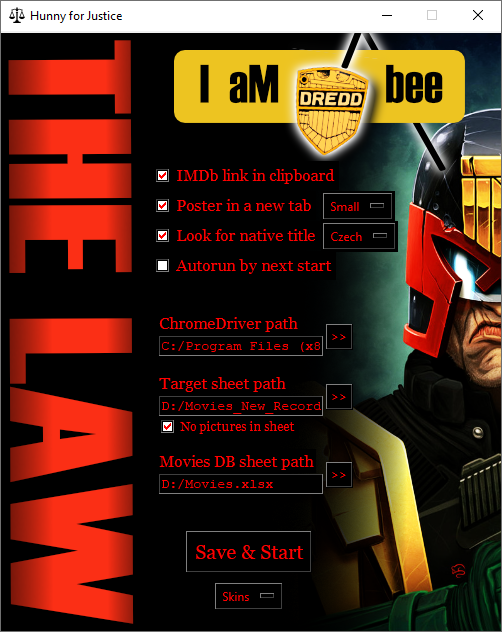 Hunny for Justice
THE LAW
I aM DREDD bee
IMDb link in clipboard
Poster in a new tab Small
Look for native title Czech
Autorun by next start
ChromeDriver path
C:/Program Files (x8 >>
Target sheet path
D:/Movies_New_Record >>
No pictures in sheet
Movies DB sheet path
D:/Movies.xlsx >>
Save & Start
Skins